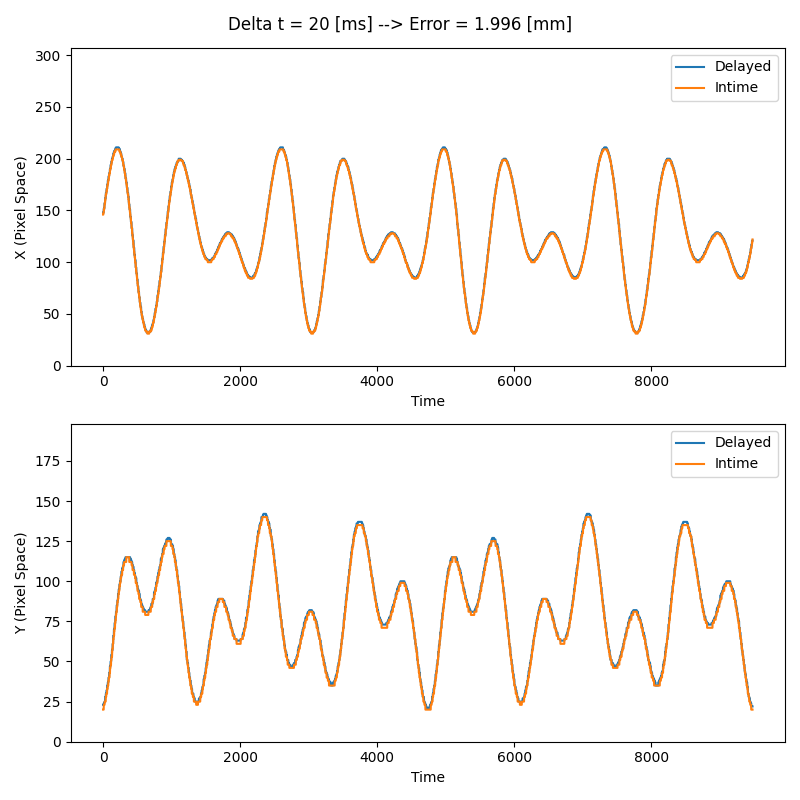 Delta t = 20 [ms] --> Error = 1.996 [mm]
300
250
200
150
100
50
0
X (Pixel Space)
Delayed
Intime
0 2000 4000 6000 8000
Time
175
150
125
100
75
50
25
0
Y (Pixel Space)
Delayed
Intime
0 2000 4000 6000 8000
Time